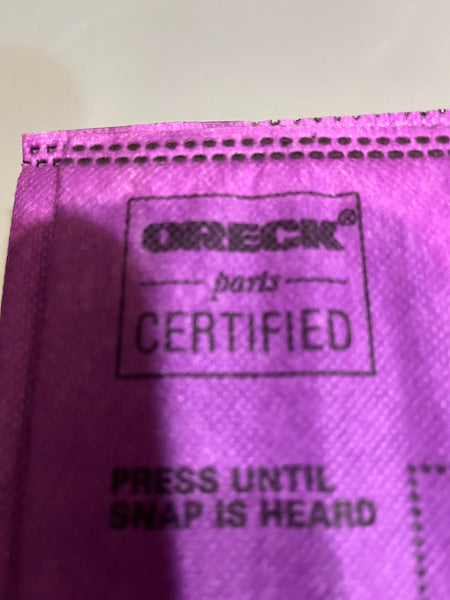 ORECK®
parts
CERTIFIED
PRESS UNTIL
SNAP IS HEARD